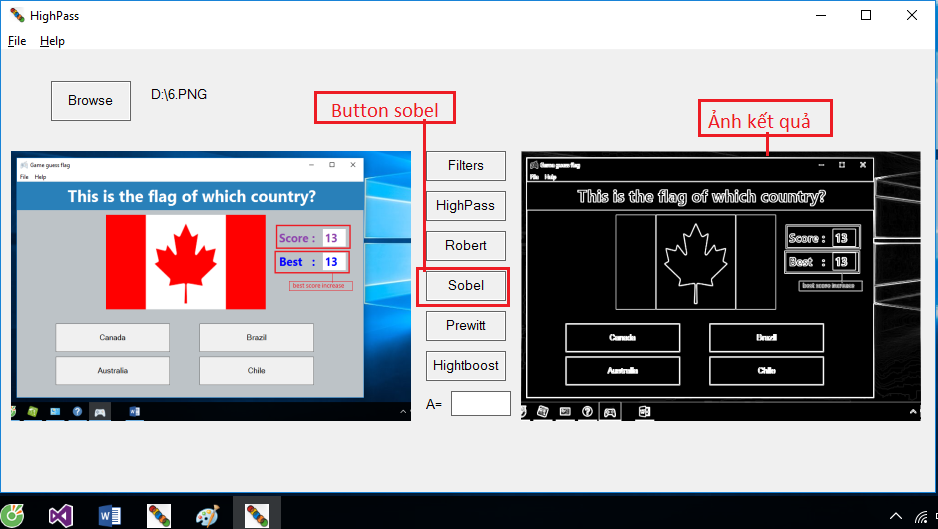 HighPass
File Help
Browse
D:\6.PNG
Button sobel
Ảnh kết quả
Game guess flag
File Help
This is the flag of which country?
Score : 13
Best : 13
best score increase
Canada
Brazil
Australia
Chile
Filters
HighPass
Robert
Sobel
Prewitt
Hightboost
A=
Game guess flag
File Help
This is the flag of which country?
Score : 13
Best : 13
best score increase
Canada
Brazil
Australia
Chile